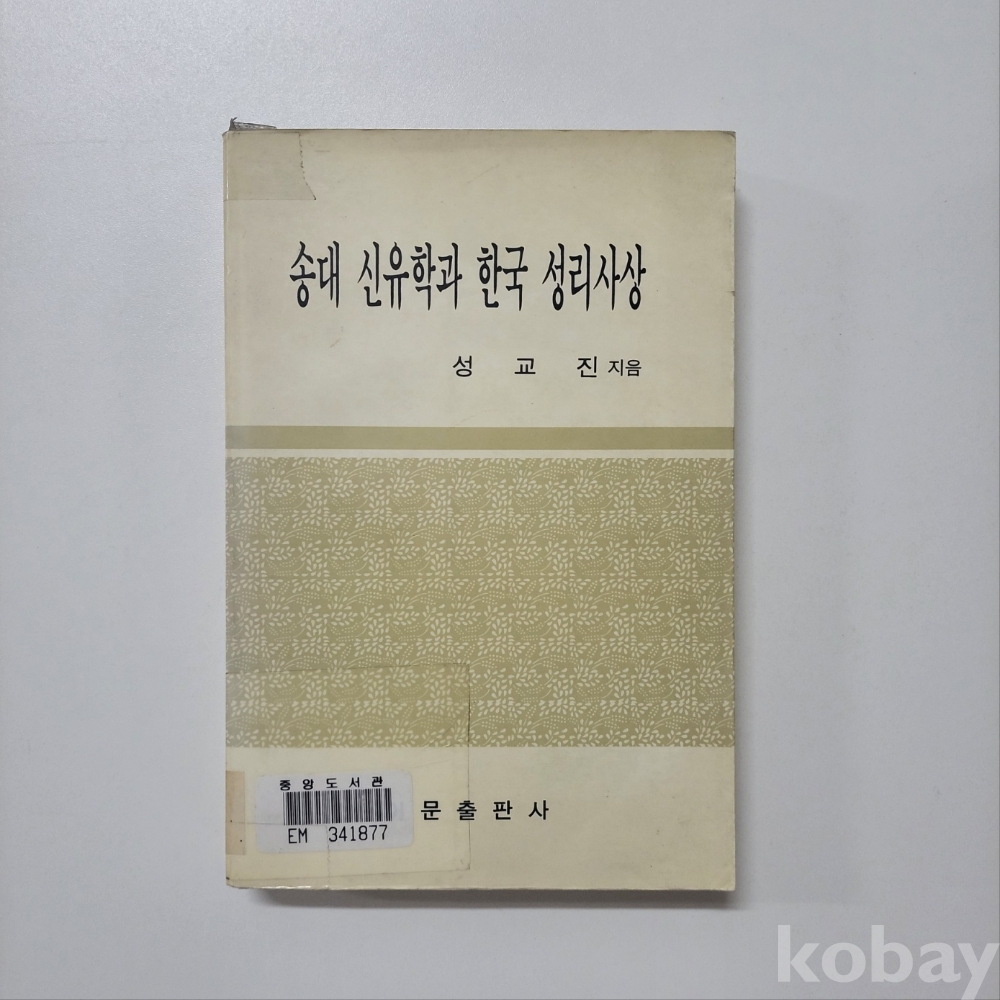 송대 신유학과 한국 성리사상
성 교 진 지음
중앙도서관
EM 341877
문출판사
kobay